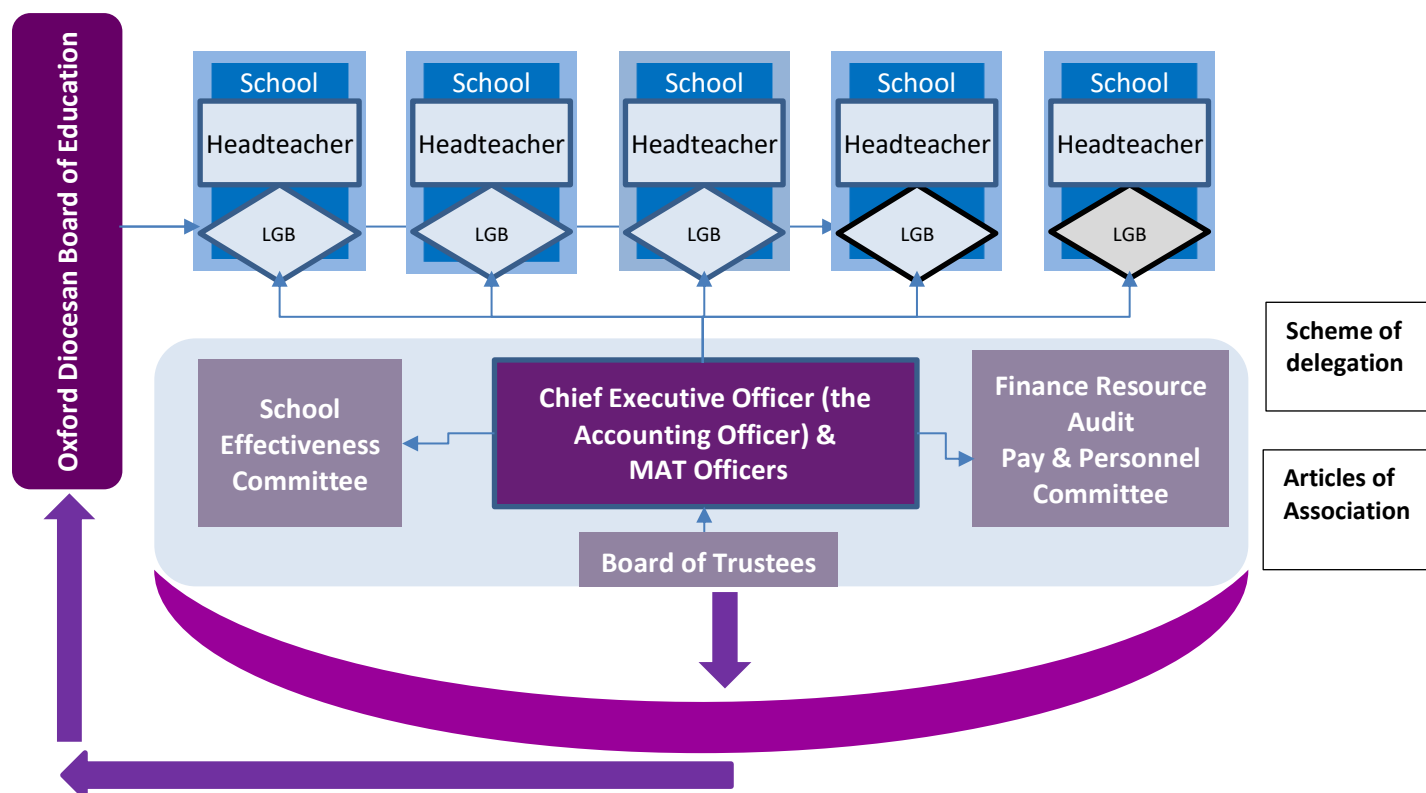 Oxford Diocesan Board of Education
School
Headteacher
LGB
School
Headteacher
LGB
School
Headteacher
LGB
School
Headteacher
LGB
School
Headteacher
LGB
Scheme of
delegation
School
Effectiveness
Committee
Chief Executive Officer (the
Accounting Officer) &
MAT Officers
Finance Resource
Audit
Pay & Personnel
Committee
Articles of
Association
Board of Trustees